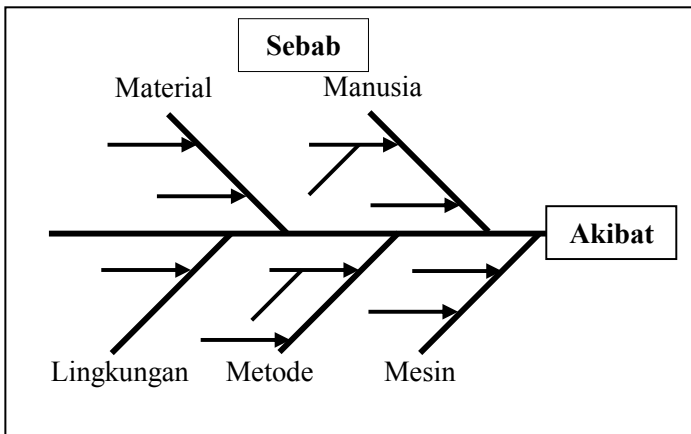 Sebab
Material
Manusia
Akibat
Lingkungan
Metode
Mesin